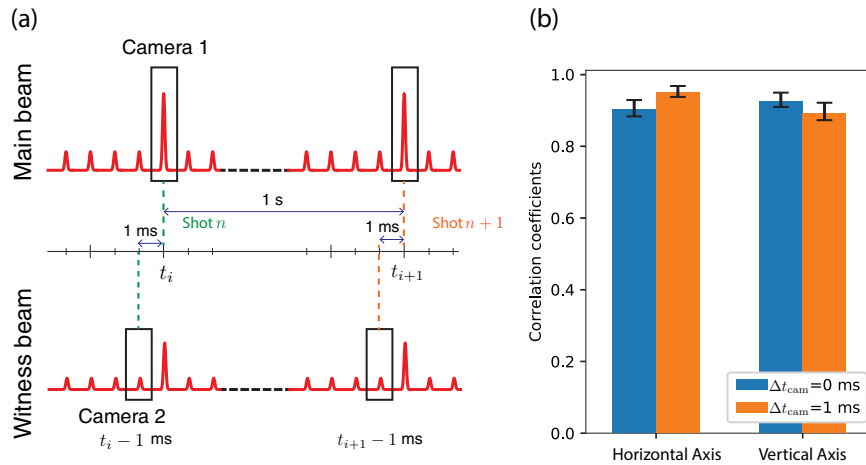 (a)
Camera 1
Main beam
1 s
Shot n
Shot n + 1
1 ms
1 ms
t_i
t_{i+1}
Witness beam
Camera 2
t_i − 1 ms
t_{i+1} − 1 ms
(b)
Correlation coefficients
1.0
0.8
0.6
0.4
0.2
0.0
Δt_cam=0 ms
Δt_cam=1 ms
Horizontal Axis
Vertical Axis